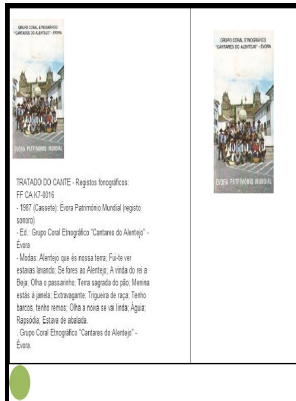 GRUPO CORAL ETNOGRÁFICO
"CANTARES DO ALENTEJO" - ÉVORA
ÉVORA PATRIMÓNIO MUNDIAL
TRATADO DO CANTE - Registos fonográficos:
FF CA K7-0016
- 1987 (Cassete): Évora Património Mundial (registo
sonoro)
- Ed.: Grupo Coral Etnográfico "Cantares do Alentejo" -
Évora
- Modas: Alentejo que és nossa terra; Fui-te ver
estavas lavando; Se fores ao Alentejo; A vinda do rei a
Beja; Olha o passarinho; Terra sagrada do pão; Menina
estás à janela; Extravagante; Trigueira de raça; Tenho
barcos, tenho remos; Olha a noiva se vai linda; Águia;
Rapsódia; Estava de abalada.
. Grupo Coral Etnográfico "Cantares do Alentejo" -
Évora.
GRUPO CORAL ETNOGRÁFICO
"CANTARES DO ALENTEJO" - ÉVORA
ÉVORA PATRIMÓNIO MUNDIAL